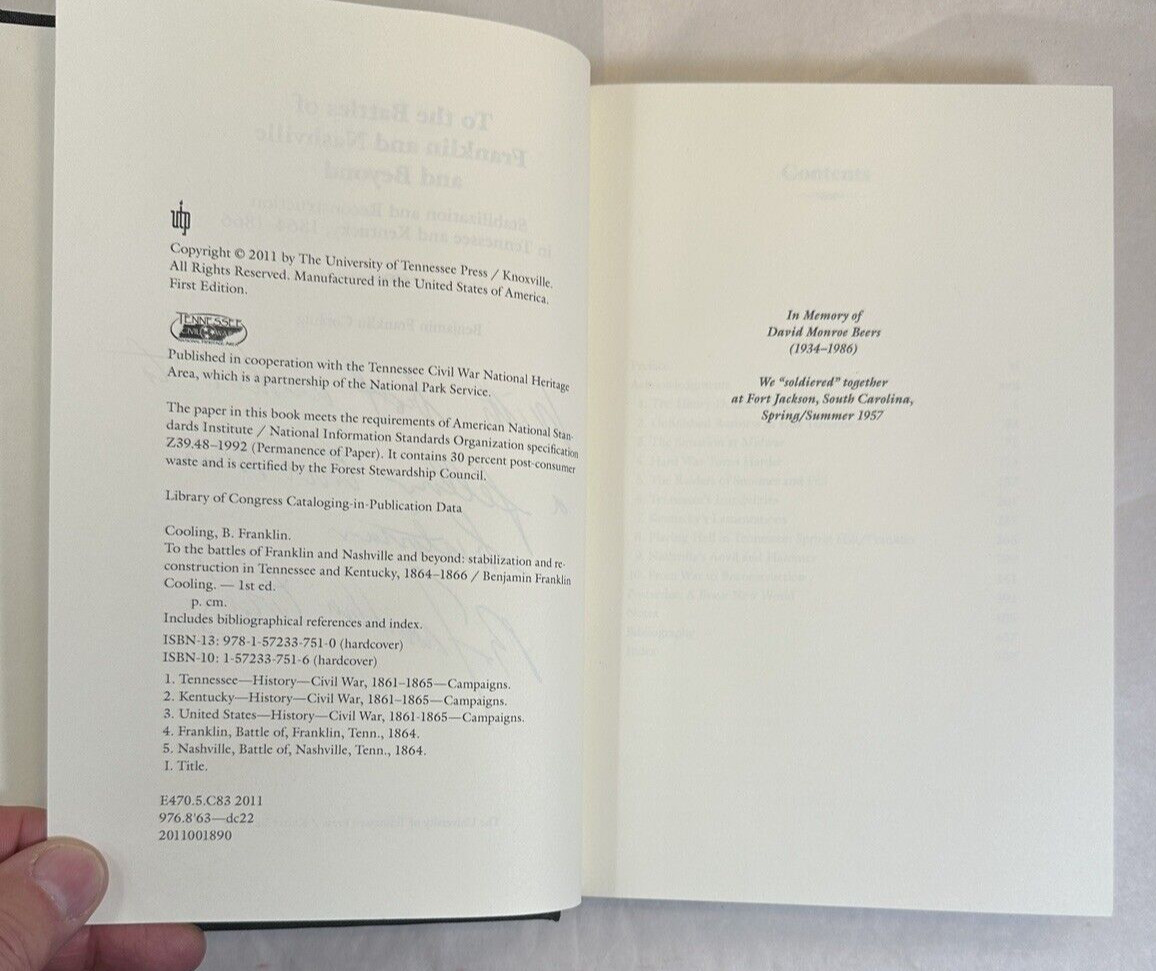 utp
Copyright © 2011 by The University of Tennessee Press / Knoxville.
All Rights Reserved. Manufactured in the United States of America.
First Edition.
TENNESSEE
Published in cooperation with the Tennessee Civil War National Heritage
Area, which is a partnership of the National Park Service.
The paper in this book meets the requirements of American National Stan-
dards Institute / National Information Standards Organization specification
Z39.48–1992 (Permanence of Paper). It contains 30 percent post-consumer
waste and is certified by the Forest Stewardship Council.
Library of Congress Cataloging-in-Publication Data
Cooling, B. Franklin.
To the battles of Franklin and Nashville and beyond: stabilization and re-
construction in Tennessee and Kentucky, 1864–1866 / Benjamin Franklin
Cooling. — 1st ed.
p. cm.
Includes bibliographical references and index.
ISBN-13: 978-1-57233-751-0 (hardcover)
ISBN-10: 1-57233-751-6 (hardcover)
1. Tennessee—History—Civil War, 1861–1865—Campaigns.
2. Kentucky—History—Civil War, 1861–1865—Campaigns.
3. United States—History—Civil War, 1861-1865—Campaigns.
4. Franklin, Battle of, Franklin, Tenn., 1864.
5. Nashville, Battle of, Nashville, Tenn., 1864.
I. Title.
E470.5.C83 2011
976.8'63—dc22
2011001890
Contents
In Memory of
David Monroe Beers
(1934–1986)
We “soldiered” together
at Fort Jackson, South Carolina,
Spring/Summer 1957